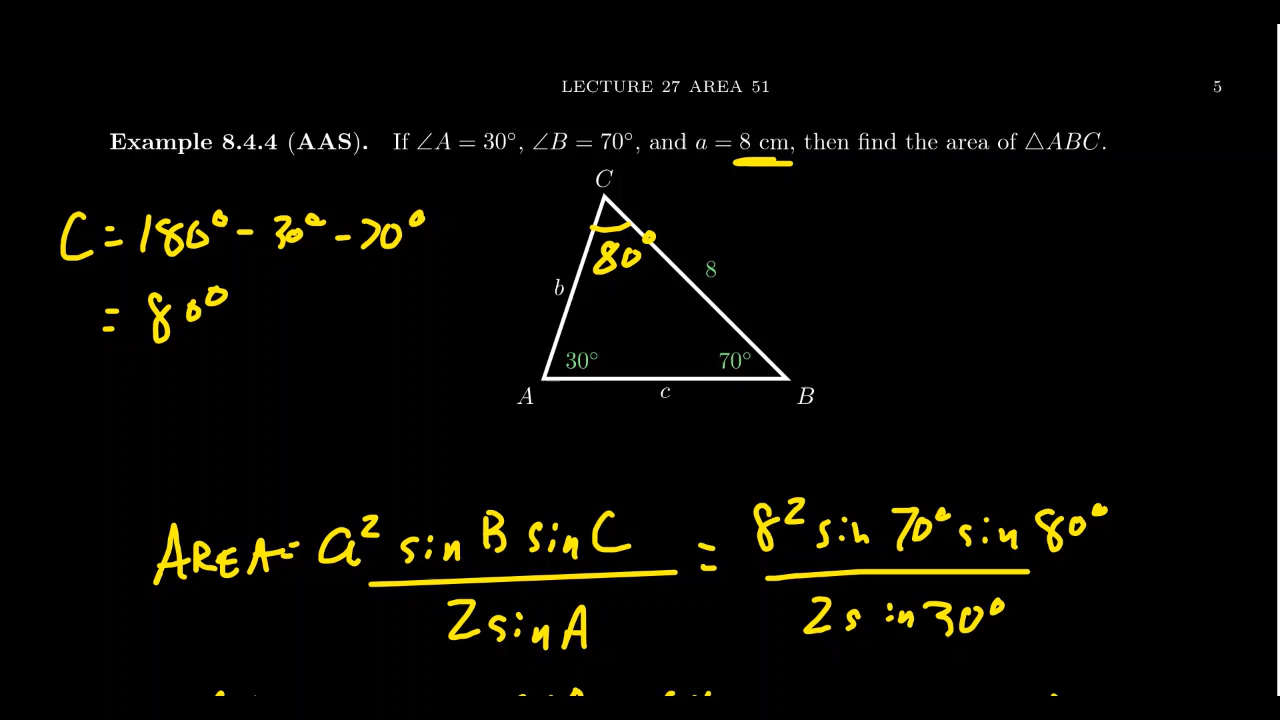 LECTURE 27 AREA 51
5
Example 8.4.4 (AAS). If ∠A = 30°, ∠B = 70°, and a = 8 cm, then find the area of △ABC.
C
C = 180° - 30° - 70°
80°
8
b
= 80°
30°
70°
A
c
B
AREA = a² sin B sin C / 2 sin A = 8² sin 70° sin 80° / 2 sin 30°